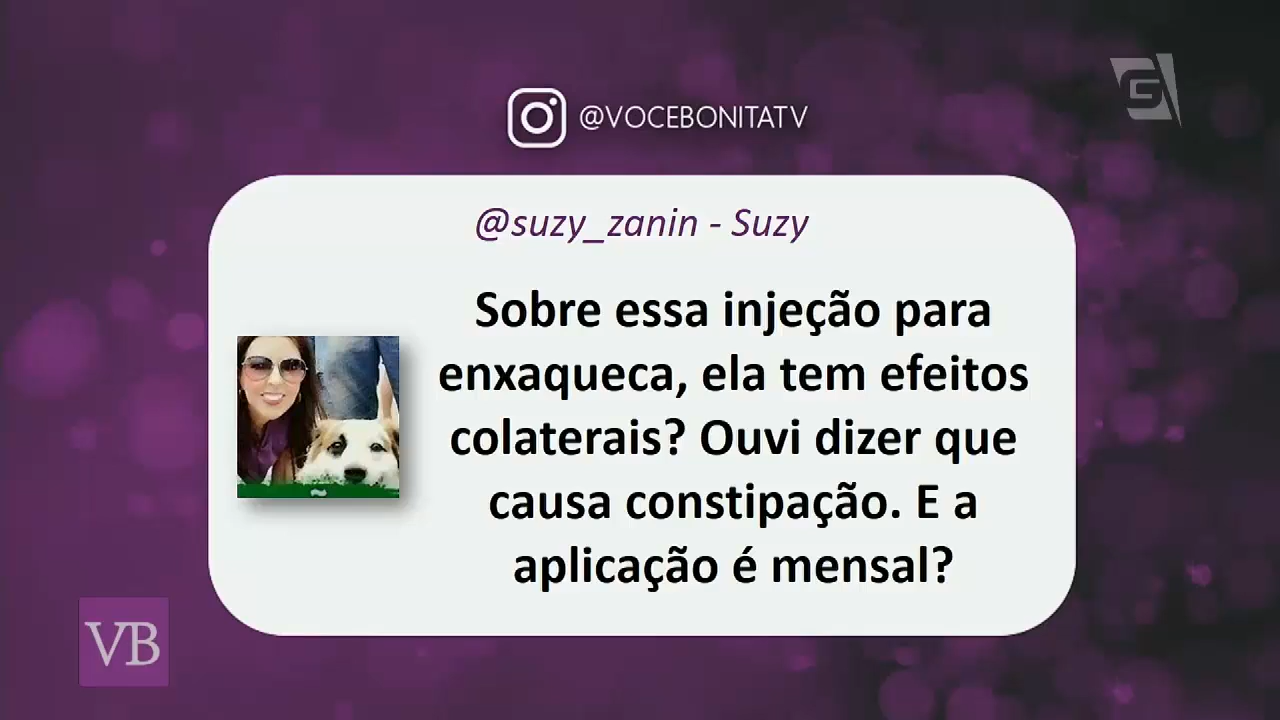 @VOCEBONITATV
@suzy_zanin - Suzy
Sobre essa injeção para
enxaqueca, ela tem efeitos
colaterais? Ouvi dizer que
causa constipação. E a
aplicação é mensal?
VB